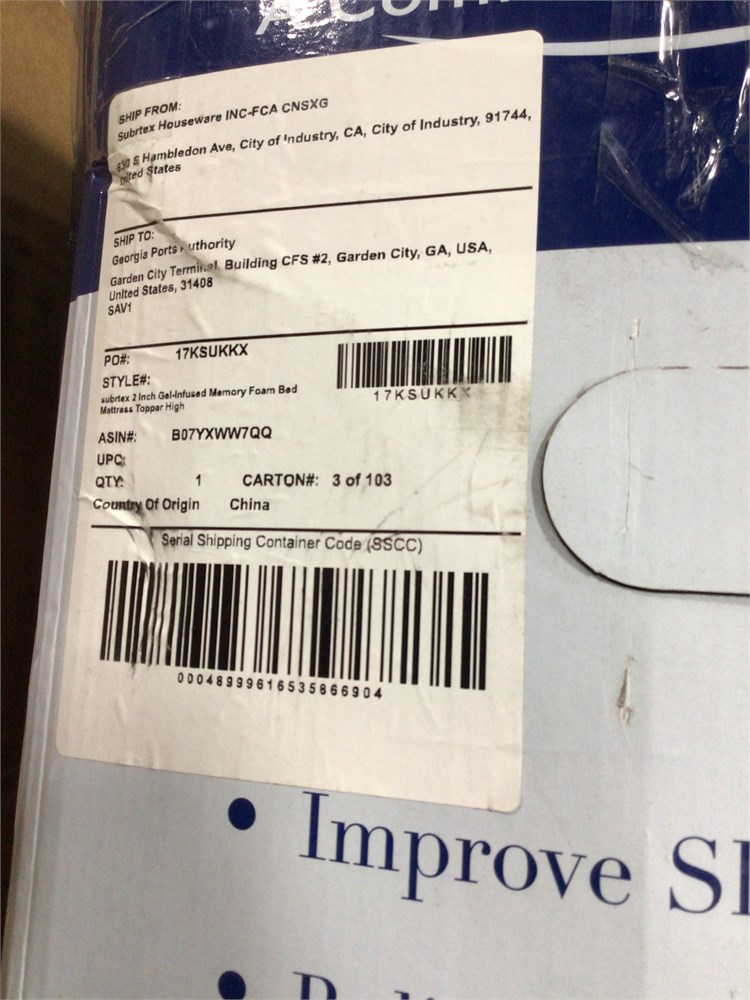 A Com
SHIP FROM:
Subrtex Houseware INC-FCA CNSXG
630 S Hambledon Ave, City of Industry, CA, City of Industry, 91744,
United States
SHIP TO:
Georgia Ports Authority
Garden City Terminal, Building CFS #2, Garden City, GA, USA,
United States, 31408
SAV1
PO#: 17KSUKKX
17KSUKKX
STYLE#:
subrtex 2 Inch Gel-Infused Memory Foam Bed
Mattress Topper High
ASIN#: B07YXWW7QQ
UPC:
QTY: 1 CARTON#: 3 of 103
Country Of Origin China
Serial Shipping Container Code (SSCC)
00048999616535866904
• Improve Sl